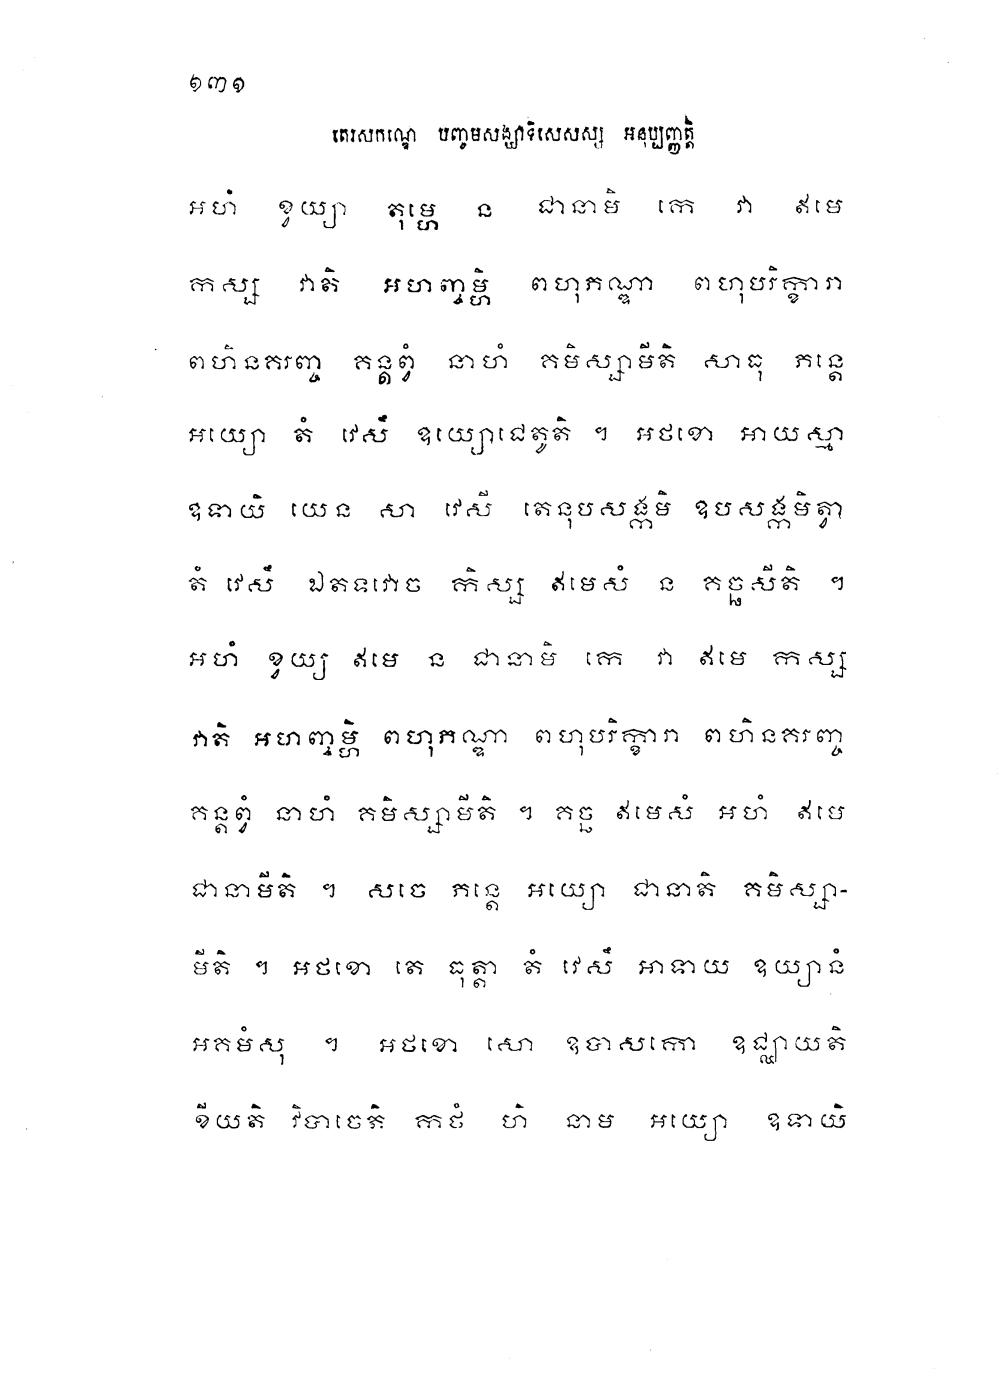 ៦៣១
តេរសកណ្ឌេ បញ្ចមសង្ឃាទិសេសស្ស អនុប្បញ្ញត្តិ
អហំ ខ្វយ្យោ តុម្ហេ ន ជានាមិ កេ វា ឥមេ
កស្ស វាតិ អហញ្ចម្ហិ ពហុភណ្ឌា ពហុបរិក្ខារា
ពហិនគរញ្ច គន្តព្វំ នាហំ គមិស្សាមីតិ សាធុ ភន្តេ
អយ្យោ តំ វេសឹ ឧយ្យោជេតូតិ ។ អថខោ អាយស្មា
ឧទាយិ យេន សា វេសី តេនុបសង្កមិ ឧបសង្កមិត្វា
តំ វេសឹ ឯតទវោច កិស្ស ឥមេសំ ន គច្ឆសីតិ ។
អហំ ខ្វយ្យ ឥមេ ន ជានាមិ កេ វា ឥមេ កស្ស
វាតិ អហញ្ចម្ហិ ពហុភណ្ឌា ពហុបរិក្ខារា ពហិនគរញ្ច
គន្តព្វំ នាហំ គមិស្សាមីតិ ។ គច្ឆ ឥមេសំ អហំ ឥមេ
ជានាមីតិ ។ សចេ ភន្តេ អយ្យោ ជានាតិ គមិស្សា-
មីតិ ។ អថខោ តេ ធុត្តា តំ វេសឹ អាទាយ ឧយ្យានំ
អគមំសុ ។ អថខោ សោ ឧបាសកោ ឧជ្ឈាយតិ
ខីយតិ វិបាចេតិ កថំ ហិ នាម អយ្យោ ឧទាយិ